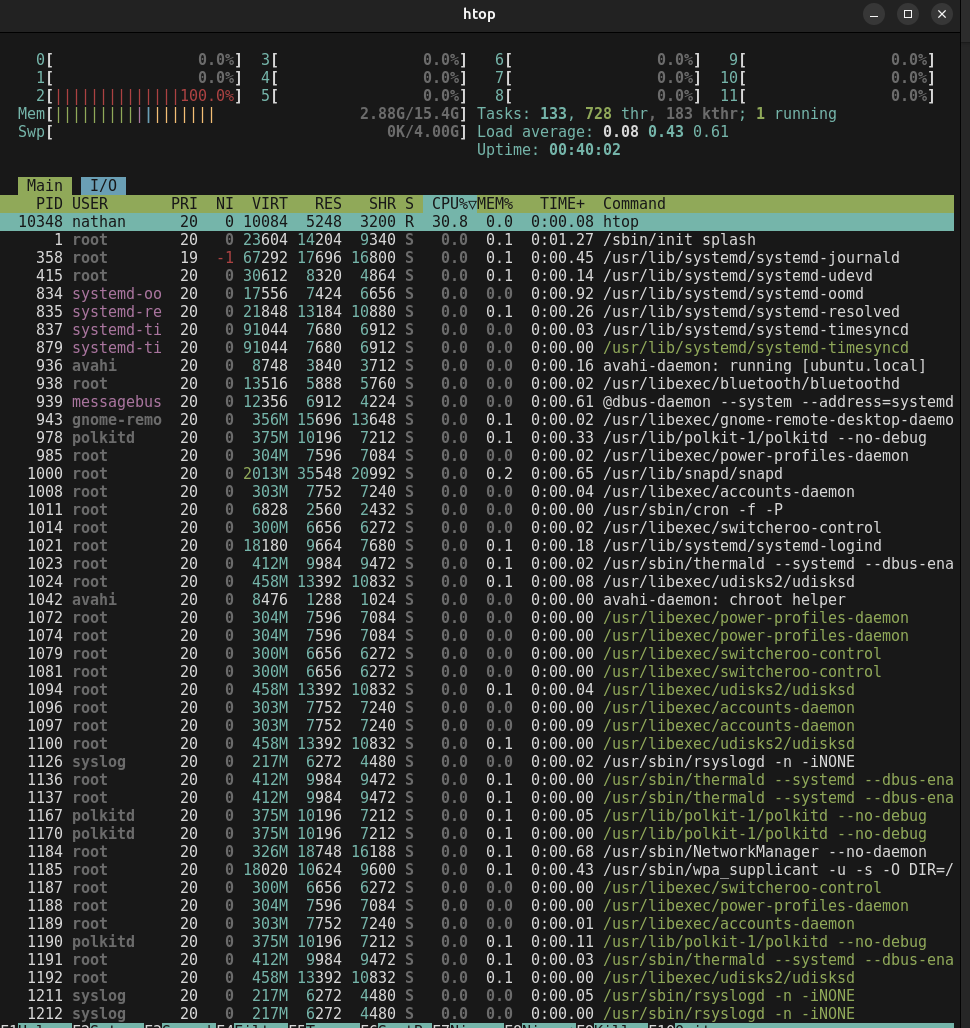 htop
0[ 0.0%] 3[ 0.0%] 6[ 0.0%] 9[ 0.0%]
1[ 0.0%] 4[ 0.0%] 7[ 0.0%] 10[ 0.0%]
2[||||||||||||||100.0%] 5[ 0.0%] 8[ 0.0%] 11[ 0.0%]
Mem[|||||||||||||||||| 2.88G/15.4G] Tasks: 133, 728 thr, 183 kthr; 1 running
Swp[ 0K/4.00G] Load average: 0.08 0.43 0.61
Uptime: 00:40:02
Main I/O
PID USER PRI NI VIRT RES SHR S CPU%▽MEM% TIME+ Command
10348 nathan 20 0 10084 5248 3200 R 30.8 0.0 0:00.08 htop
1 root 20 0 23604 14204 9340 S 0.0 0.1 0:01.27 /sbin/init splash
358 root 19 -1 67292 17696 16800 S 0.0 0.1 0:00.45 /usr/lib/systemd/systemd-journald
415 root 20 0 30612 8320 4864 S 0.0 0.1 0:00.14 /usr/lib/systemd/systemd-udevd
834 systemd-oo 20 0 17556 7424 6656 S 0.0 0.0 0:00.92 /usr/lib/systemd/systemd-oomd
835 systemd-re 20 0 21848 13184 10880 S 0.0 0.1 0:00.26 /usr/lib/systemd/systemd-resolved
837 systemd-ti 20 0 91044 7680 6912 S 0.0 0.0 0:00.03 /usr/lib/systemd/systemd-timesyncd
879 systemd-ti 20 0 91044 7680 6912 S 0.0 0.0 0:00.00 /usr/lib/systemd/systemd-timesyncd
936 avahi 20 0 8748 3840 3712 S 0.0 0.0 0:00.16 avahi-daemon: running [ubuntu.local]
938 root 20 0 13516 5888 5760 S 0.0 0.0 0:00.02 /usr/libexec/bluetooth/bluetoothd
939 messagebus 20 0 12356 6912 4224 S 0.0 0.0 0:00.61 @dbus-daemon --system --address=systemd
943 gnome-remo 20 0 356M 15696 13648 S 0.0 0.1 0:00.02 /usr/libexec/gnome-remote-desktop-daemo
978 polkitd 20 0 375M 10196 7212 S 0.0 0.1 0:00.33 /usr/lib/polkit-1/polkitd --no-debug
985 root 20 0 304M 7596 7084 S 0.0 0.0 0:00.02 /usr/libexec/power-profiles-daemon
1000 root 20 0 2013M 35548 20992 S 0.0 0.2 0:00.65 /usr/lib/snapd/snapd
1008 root 20 0 303M 7752 7240 S 0.0 0.0 0:00.04 /usr/libexec/accounts-daemon
1011 root 20 0 6828 2560 2432 S 0.0 0.0 0:00.00 /usr/sbin/cron -f -P
1014 root 20 0 300M 6656 6272 S 0.0 0.0 0:00.02 /usr/libexec/switcheroo-control
1021 root 20 0 18180 9664 7680 S 0.0 0.1 0:00.18 /usr/lib/systemd/systemd-logind
1023 root 20 0 412M 9984 9472 S 0.0 0.1 0:00.02 /usr/sbin/thermald --systemd --dbus-ena
1024 root 20 0 458M 13392 10832 S 0.0 0.1 0:00.08 /usr/libexec/udisks2/udisksd
1042 avahi 20 0 8476 1288 1024 S 0.0 0.0 0:00.00 avahi-daemon: chroot helper
1072 root 20 0 304M 7596 7084 S 0.0 0.0 0:00.00 /usr/libexec/power-profiles-daemon
1074 root 20 0 304M 7596 7084 S 0.0 0.0 0:00.00 /usr/libexec/power-profiles-daemon
1079 root 20 0 300M 6656 6272 S 0.0 0.0 0:00.00 /usr/libexec/switcheroo-control
1081 root 20 0 300M 6656 6272 S 0.0 0.0 0:00.00 /usr/libexec/switcheroo-control
1094 root 20 0 458M 13392 10832 S 0.0 0.1 0:00.04 /usr/libexec/udisks2/udisksd
1096 root 20 0 303M 7752 7240 S 0.0 0.0 0:00.00 /usr/libexec/accounts-daemon
1097 root 20 0 303M 7752 7240 S 0.0 0.0 0:00.09 /usr/libexec/accounts-daemon
1100 root 20 0 458M 13392 10832 S 0.0 0.1 0:00.00 /usr/libexec/udisks2/udisksd
1126 syslog 20 0 217M 6272 4480 S 0.0 0.0 0:00.02 /usr/sbin/rsyslogd -n -iNONE
1136 root 20 0 412M 9984 9472 S 0.0 0.1 0:00.00 /usr/sbin/thermald --systemd --dbus-ena
1137 root 20 0 412M 9984 9472 S 0.0 0.1 0:00.00 /usr/sbin/thermald --systemd --dbus-ena
1167 polkitd 20 0 375M 10196 7212 S 0.0 0.1 0:00.05 /usr/lib/polkit-1/polkitd --no-debug
1170 polkitd 20 0 375M 10196 7212 S 0.0 0.1 0:00.00 /usr/lib/polkit-1/polkitd --no-debug
1184 root 20 0 326M 18748 16188 S 0.0 0.1 0:00.68 /usr/sbin/NetworkManager --no-daemon
1185 root 20 0 18020 10624 9600 S 0.0 0.1 0:00.43 /usr/sbin/wpa_supplicant -u -s -O DIR=/
1187 root 20 0 300M 6656 6272 S 0.0 0.0 0:00.00 /usr/libexec/switcheroo-control
1188 root 20 0 304M 7596 7084 S 0.0 0.0 0:00.00 /usr/libexec/power-profiles-daemon
1189 root 20 0 303M 7752 7240 S 0.0 0.0 0:00.01 /usr/libexec/accounts-daemon
1190 polkitd 20 0 375M 10196 7212 S 0.0 0.1 0:00.11 /usr/lib/polkit-1/polkitd --no-debug
1191 root 20 0 412M 9984 9472 S 0.0 0.1 0:00.03 /usr/sbin/thermald --systemd --dbus-ena
1192 root 20 0 458M 13392 10832 S 0.0 0.1 0:00.00 /usr/libexec/udisks2/udisksd
1211 syslog 20 0 217M 6272 4480 S 0.0 0.0 0:00.05 /usr/sbin/rsyslogd -n -iNONE
1212 syslog 20 0 217M 6272 4480 S 0.0 0.0 0:00.00 /usr/sbin/rsyslogd -n -iNONE